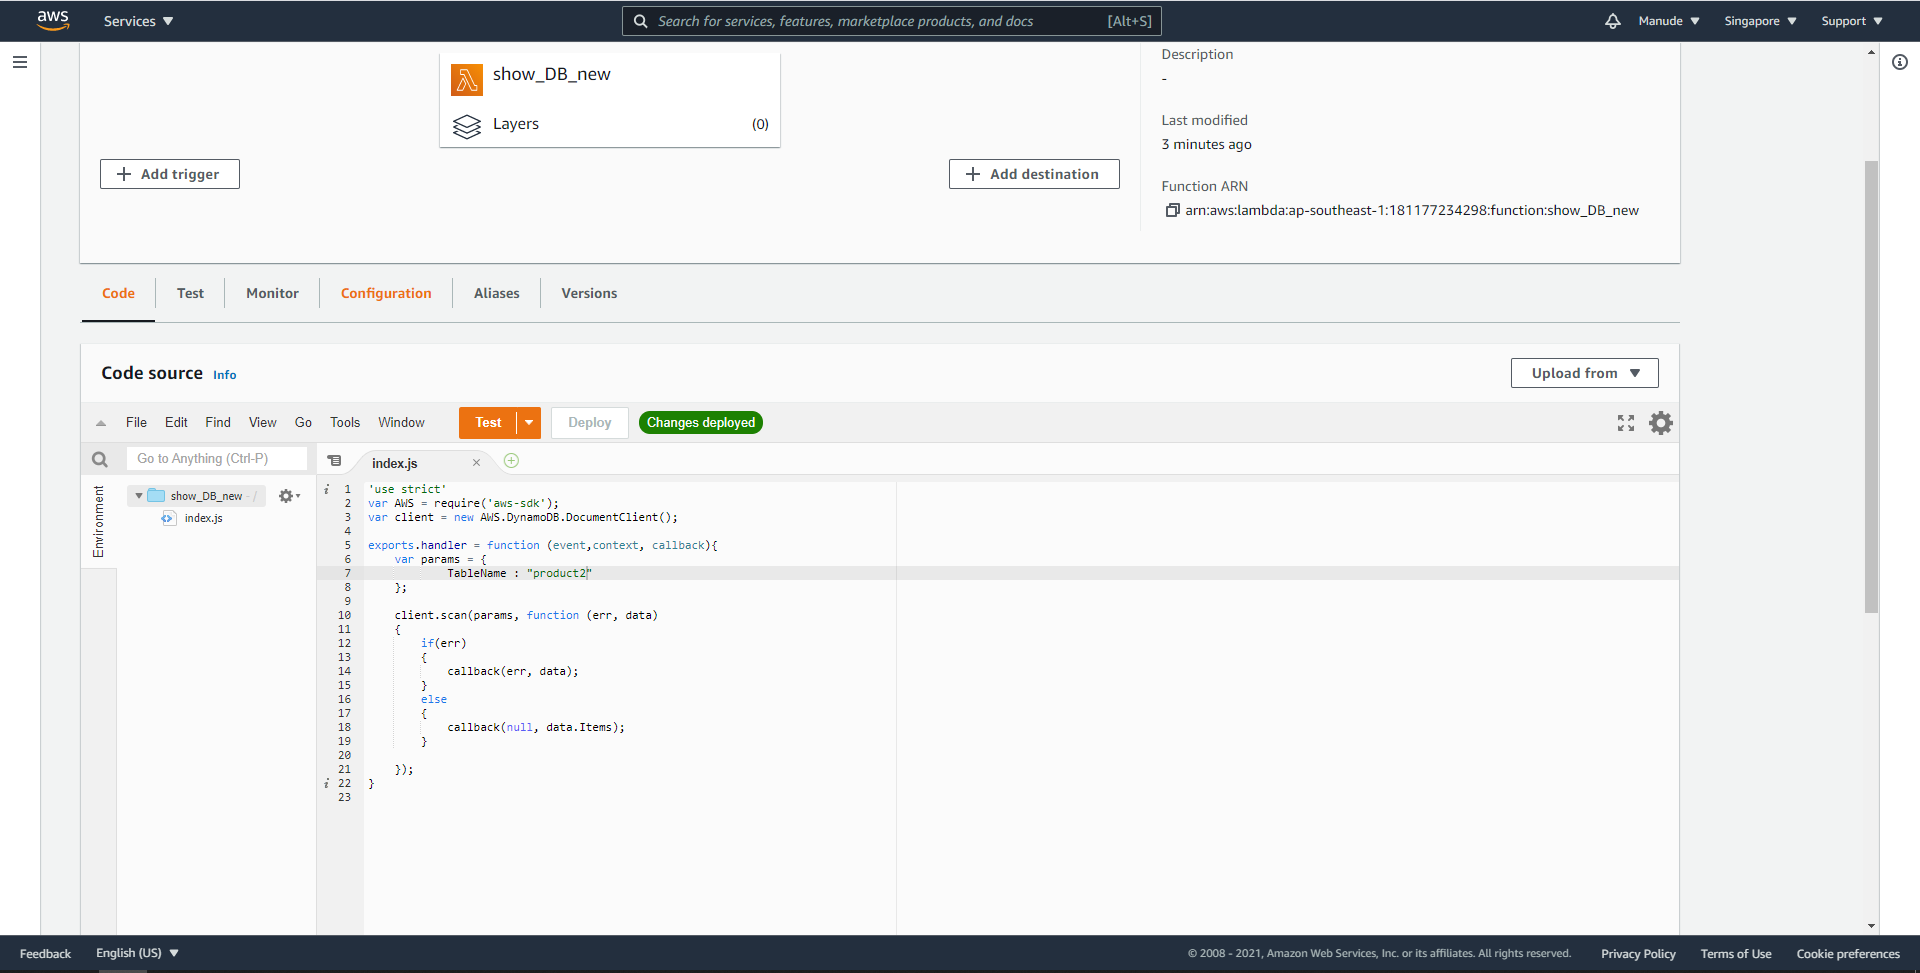 aws Services ▼ Search for services, features, marketplace products, and docs [Alt+S] Manude ▼ Singapore ▼ Support ▼
show_DB_new
Layers (0)
+ Add trigger
+ Add destination
Description
-
Last modified
3 minutes ago
Function ARN
arn:aws:lambda:ap-southeast-1:181177234298:function:show_DB_new
Code Test Monitor Configuration Aliases Versions
Code source Info
Upload from ▼
File Edit Find View Go Tools Window Test Deploy Changes deployed
Go to Anything (Ctrl-P)
index.js ×
Environment
show_DB_new - /
index.js
1 'use strict'
2 var AWS = require('aws-sdk');
3 var client = new AWS.DynamoDB.DocumentClient();
4
5 exports.handler = function (event,context, callback){
6 var params = {
7 TableName : "product2"
8 };
9
10 client.scan(params, function (err, data)
11 {
12 if(err)
13 {
14 callback(err, data);
15 }
16 else
17 {
18 callback(null, data.Items);
19 }
20
21 });
22 }
23
Feedback English (US) ▼ © 2008 - 2021, Amazon Web Services, Inc. or its affiliates. All rights reserved. Privacy Policy Terms of Use Cookie preferences